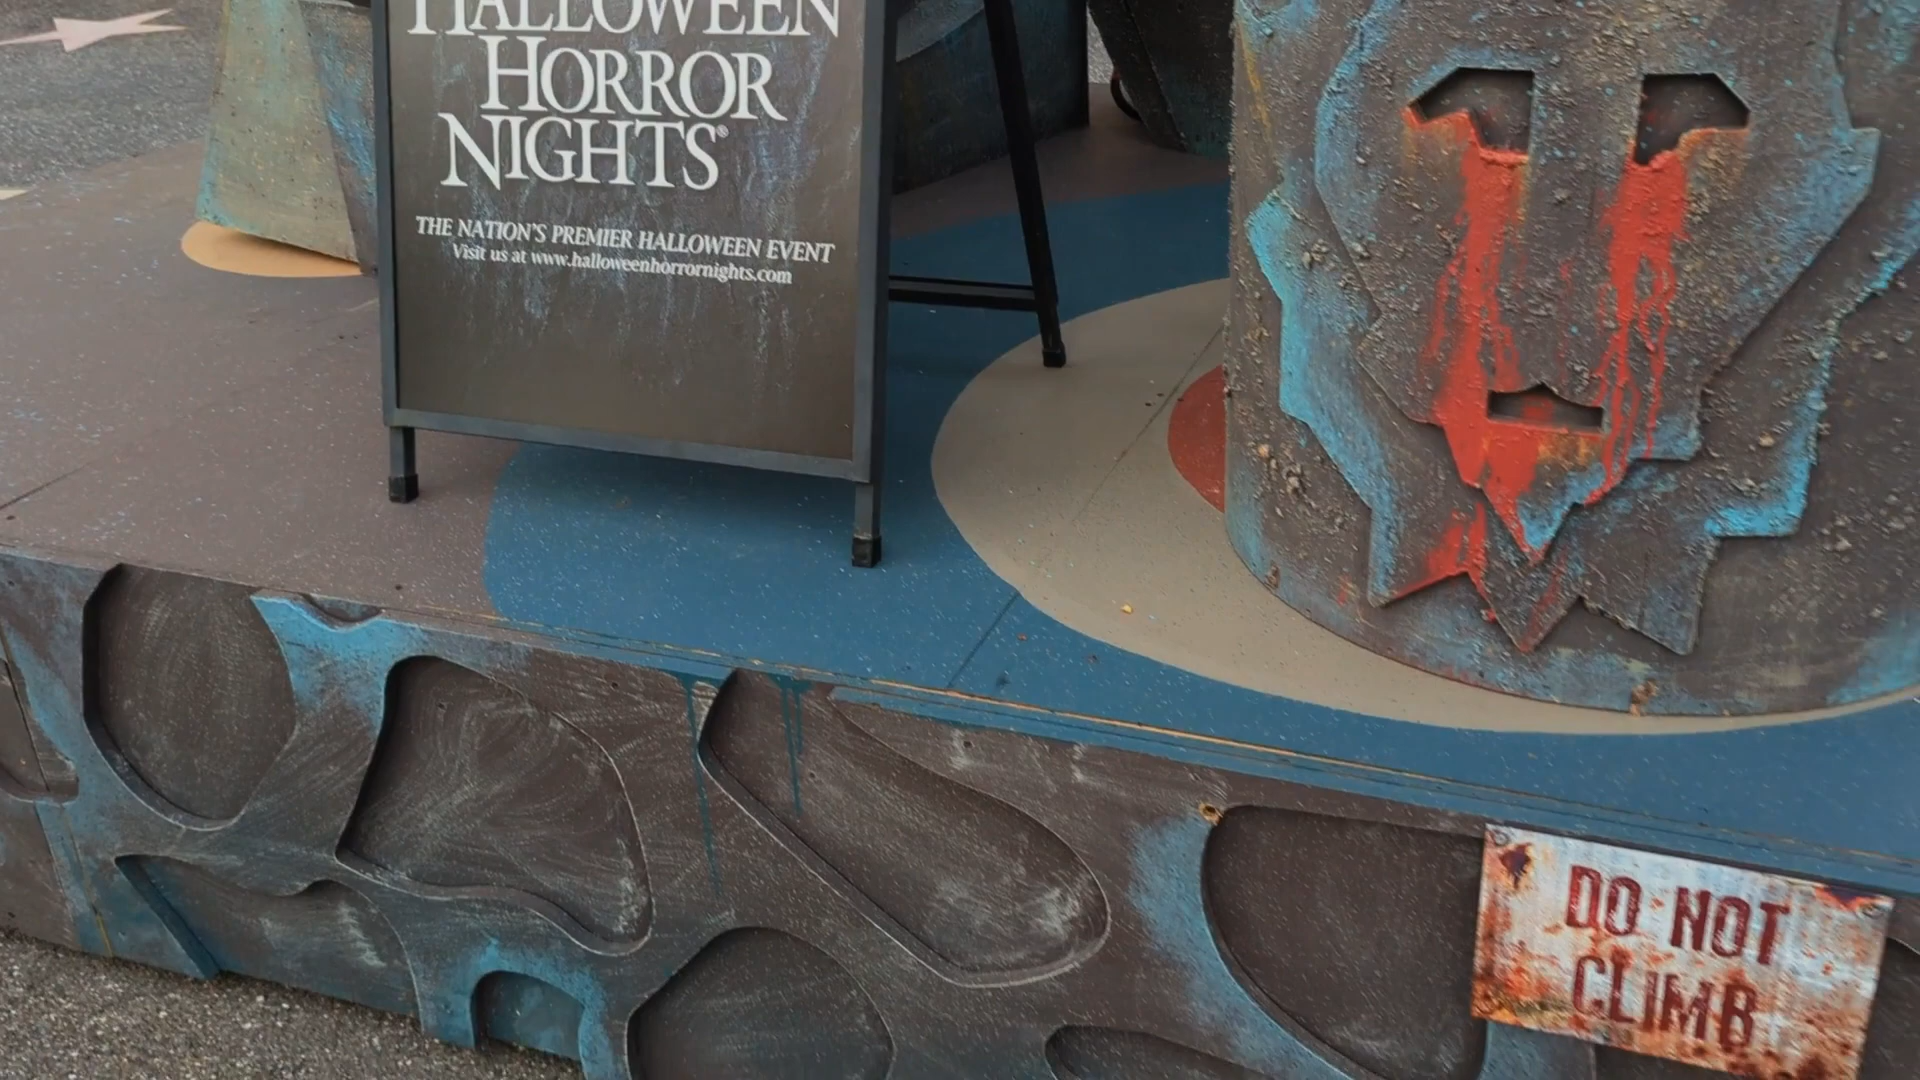 HALLOWEEN
HORROR
NIGHTS®
THE NATION'S PREMIER HALLOWEEN EVENT
Visit us at www.halloweenhorrornights.com
DO NOT
CLIMB